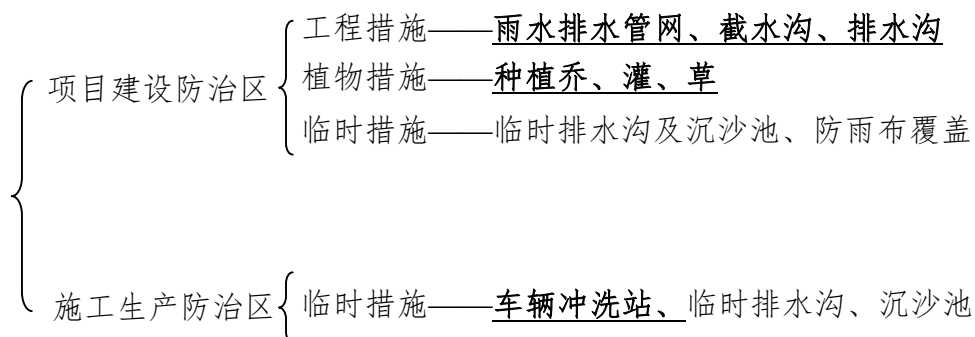 工程措施——雨水排水管网、截水沟、排水沟
项目建设防治区
植物措施——种植乔、灌、草
临时措施——临时排水沟及沉沙池、防雨布覆盖
施工生产防治区
临时措施——车辆冲洗站、临时排水沟、沉沙池